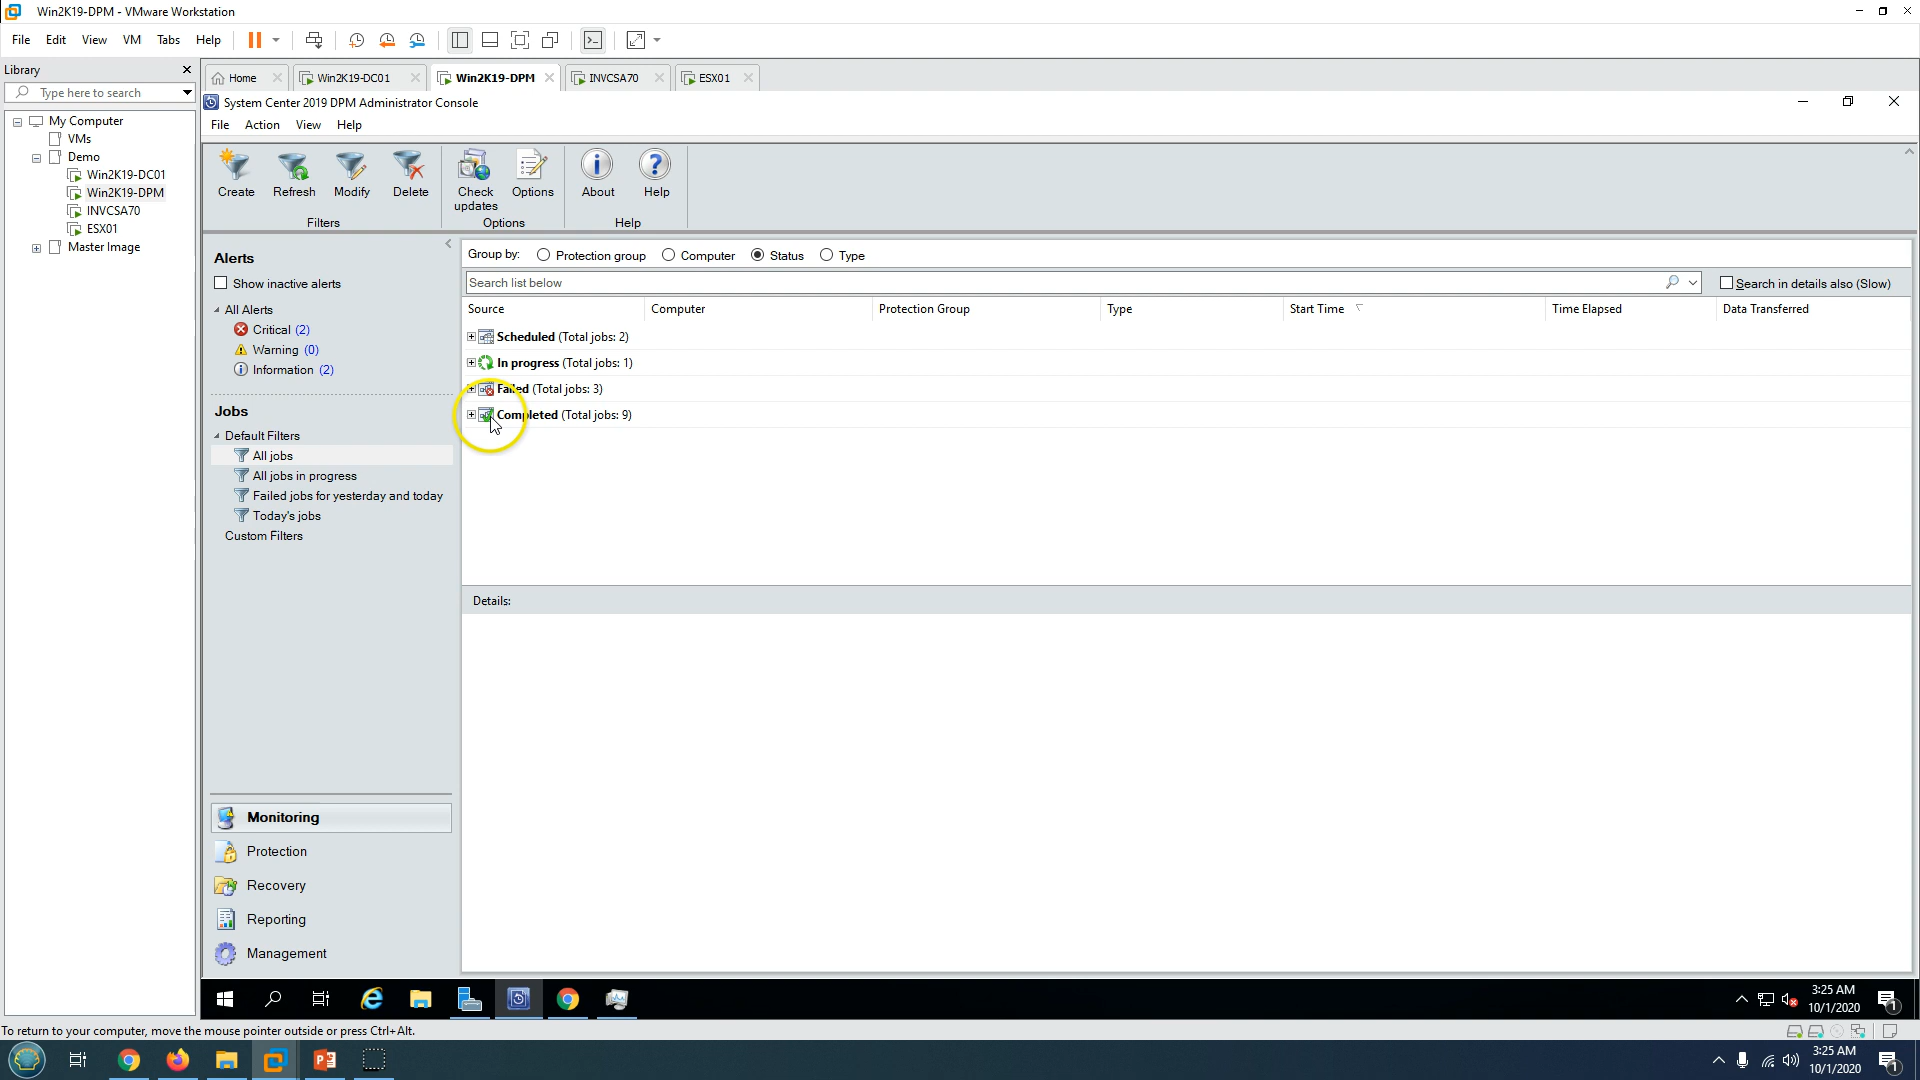 Win2K19-DPM - VMware Workstation
File Edit View VM Tabs Help
Library
Type here to search
My Computer
VMs
Demo
Win2K19-DC01
Win2K19-DPM
INVCSA70
ESX01
Master Image
Home
Win2K19-DC01
Win2K19-DPM
INVCSA70
ESX01
System Center 2019 DPM Administrator Console
File Action View Help
Create
Refresh
Modify
Delete
Filters
Check updates
Options
Options
About
Help
Help
Alerts
Show inactive alerts
All Alerts
Critical (2)
Warning (0)
Information (2)
Jobs
Default Filters
All jobs
All jobs in progress
Failed jobs for yesterday and today
Today's jobs
Custom Filters
Monitoring
Protection
Recovery
Reporting
Management
Group by: Protection group Computer Status Type
Search list below
Search in details also (Slow)
Source Computer Protection Group Type Start Time Time Elapsed Data Transferred
Scheduled (Total jobs: 2)
In progress (Total jobs: 1)
Failed (Total jobs: 3)
Completed (Total jobs: 9)
Details:
3:25 AM
10/1/2020
1
To return to your computer, move the mouse pointer outside or press Ctrl+Alt.
3:25 AM
10/1/2020
1